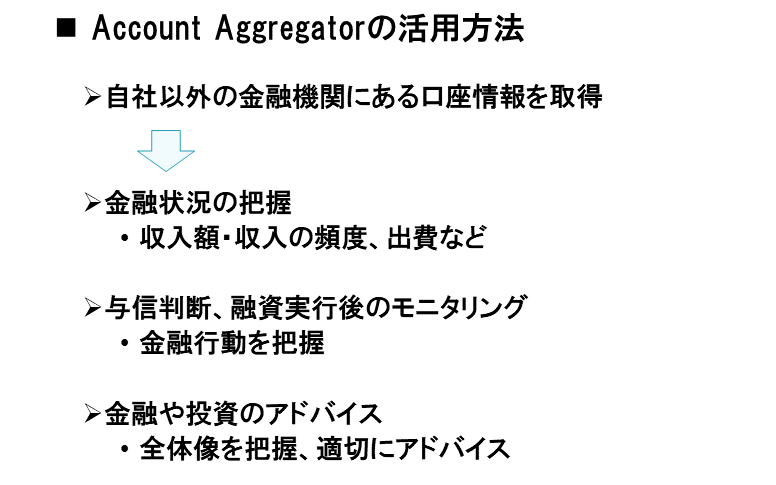 ■ Account Aggregatorの活用方法
➢自社以外の金融機関にある口座情報を取得
➢金融状況の把握
• 収入額・収入の頻度、出費など
➢与信判断、融資実行後のモニタリング
• 金融行動を把握
➢金融や投資のアドバイス
• 全体像を把握、適切にアドバイス